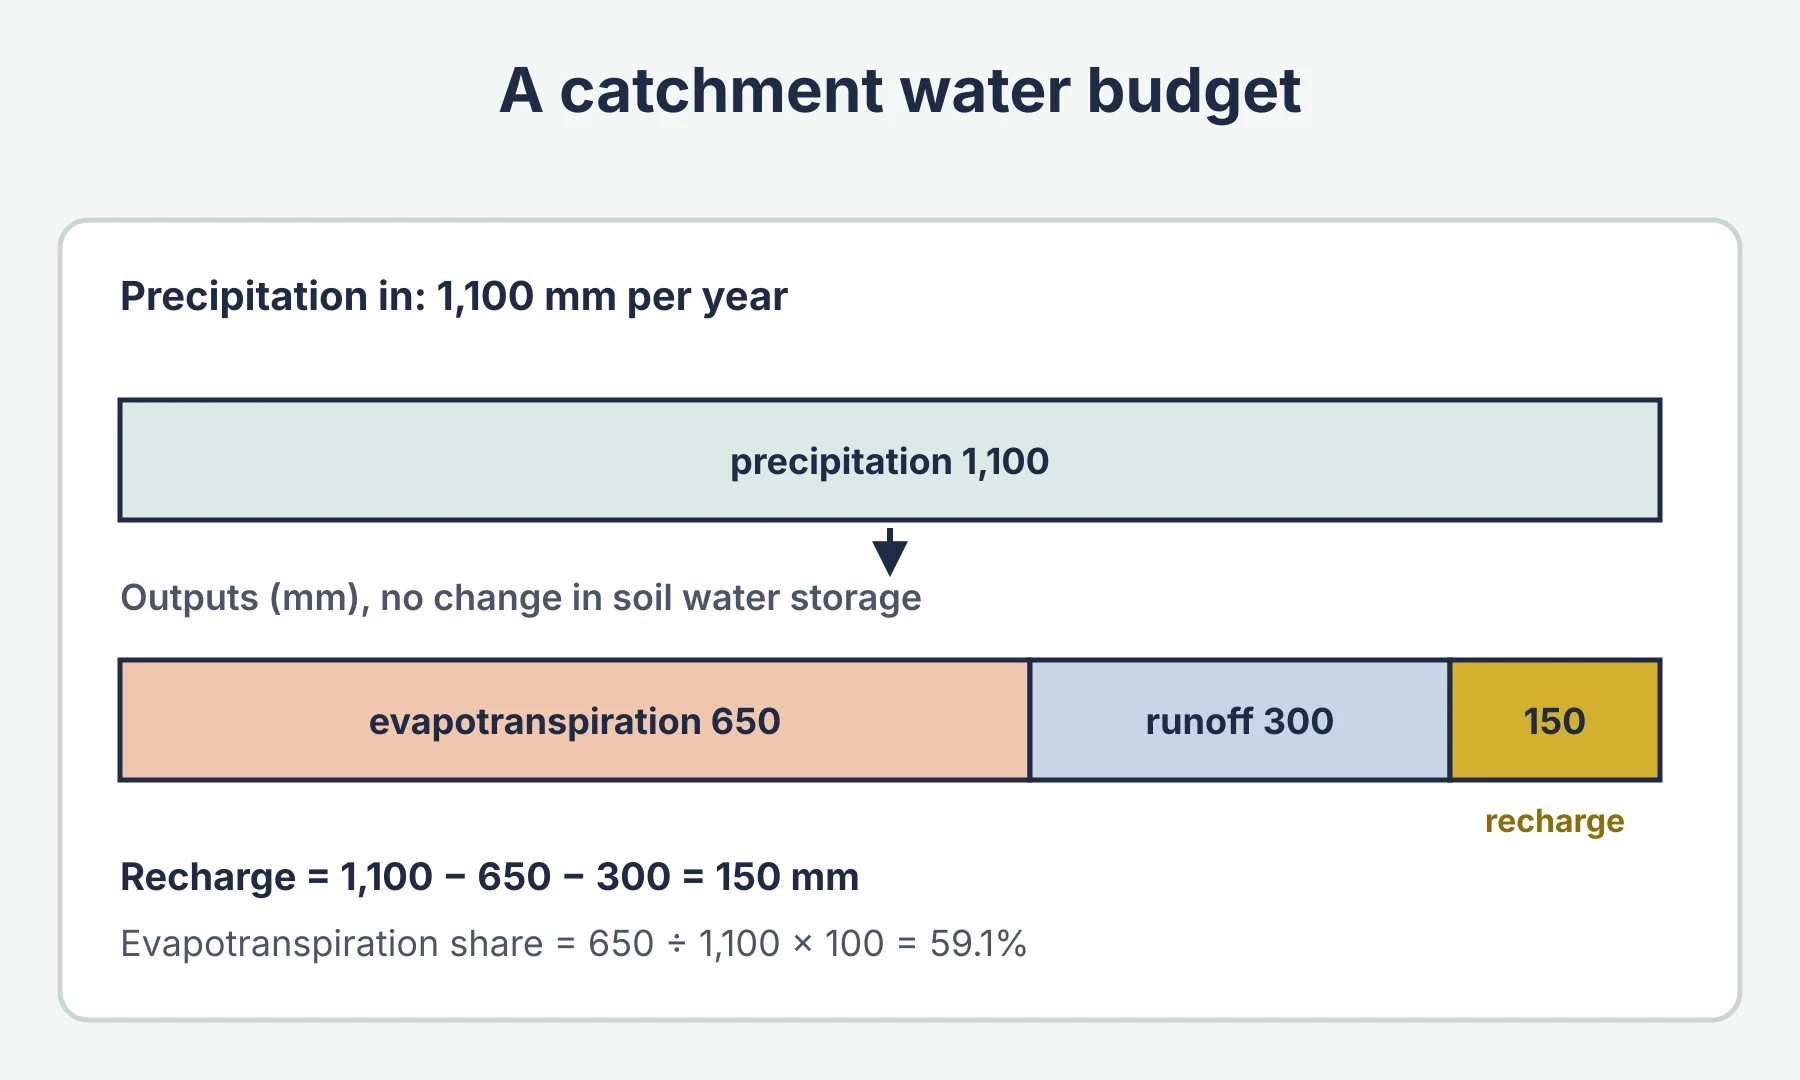 A catchment water budget
Precipitation in: 1,100 mm per year
precipitation 1,100
Outputs (mm), no change in soil water storage
evapotranspiration 650
runoff 300
150
recharge
Recharge = 1,100 − 650 − 300 = 150 mm
Evapotranspiration share = 650 ÷ 1,100 × 100 = 59.1%